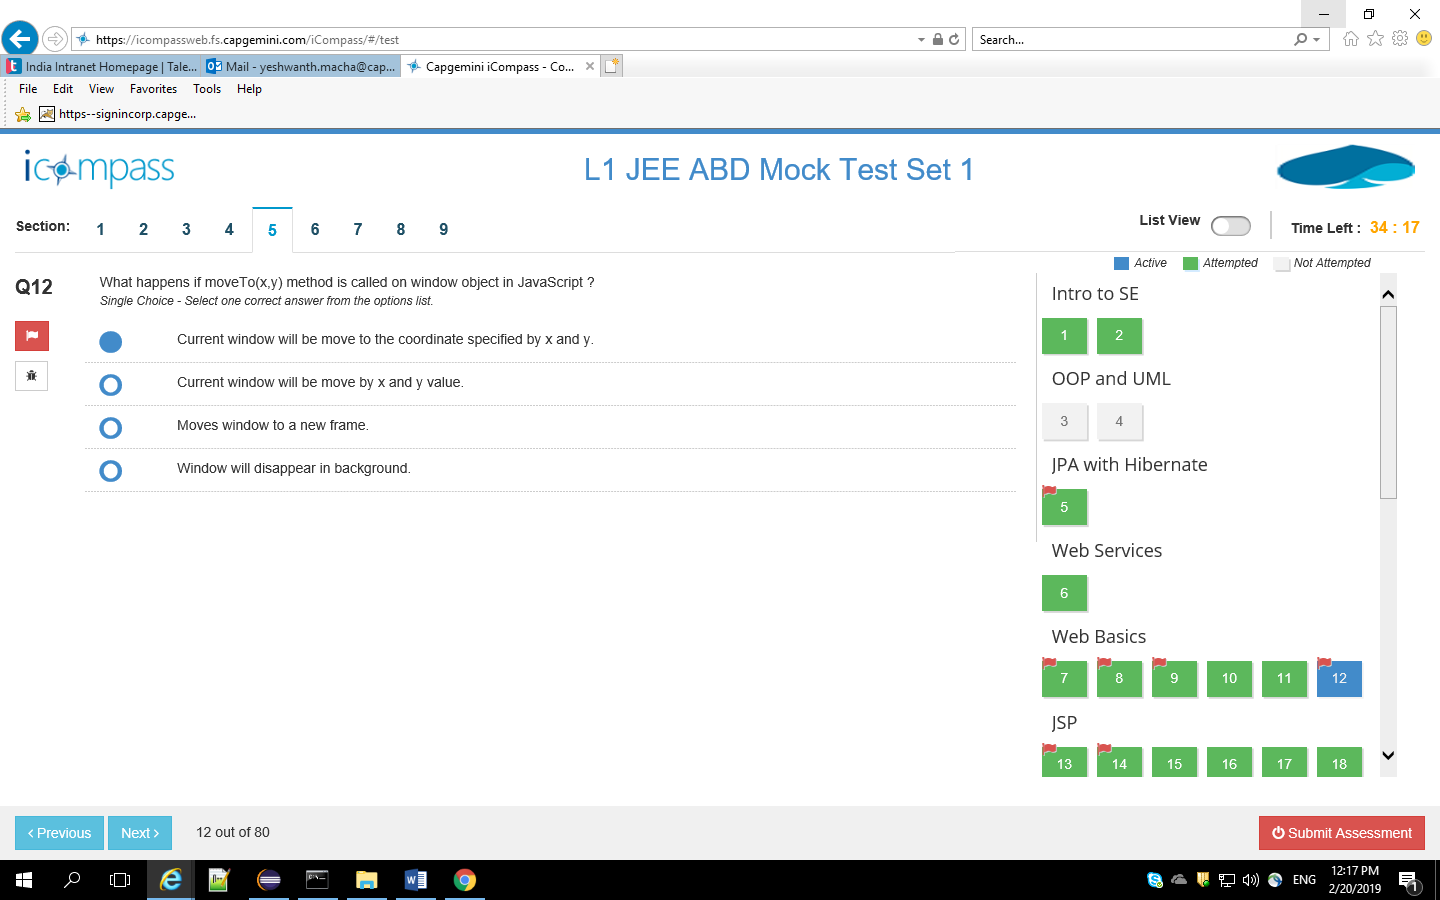 https://icompassweb.fs.capgemini.com/iCompass/#/test
Search...
India Intranet Homepage | Tale...
Mail - yeshwanth.macha@cap...
Capgemini iCompass - Co...
File Edit View Favorites Tools Help
https--signincorp.capge...
icompass
L1 JEE ABD Mock Test Set 1
Section: 1 2 3 4 5 6 7 8 9
List View
Time Left : 34 : 17
Active Attempted Not Attempted
Q12
What happens if moveTo(x,y) method is called on window object in JavaScript ?
Single Choice - Select one correct answer from the options list.
Current window will be move to the coordinate specified by x and y.
Current window will be move by x and y value.
Moves window to a new frame.
Window will disappear in background.
Intro to SE
1 2
OOP and UML
3 4
JPA with Hibernate
5
Web Services
6
Web Basics
7 8 9 10 11 12
JSP
13 14 15 16 17 18
Previous
Next
12 out of 80
Submit Assessment
ENG
12:17 PM
2/20/2019
1